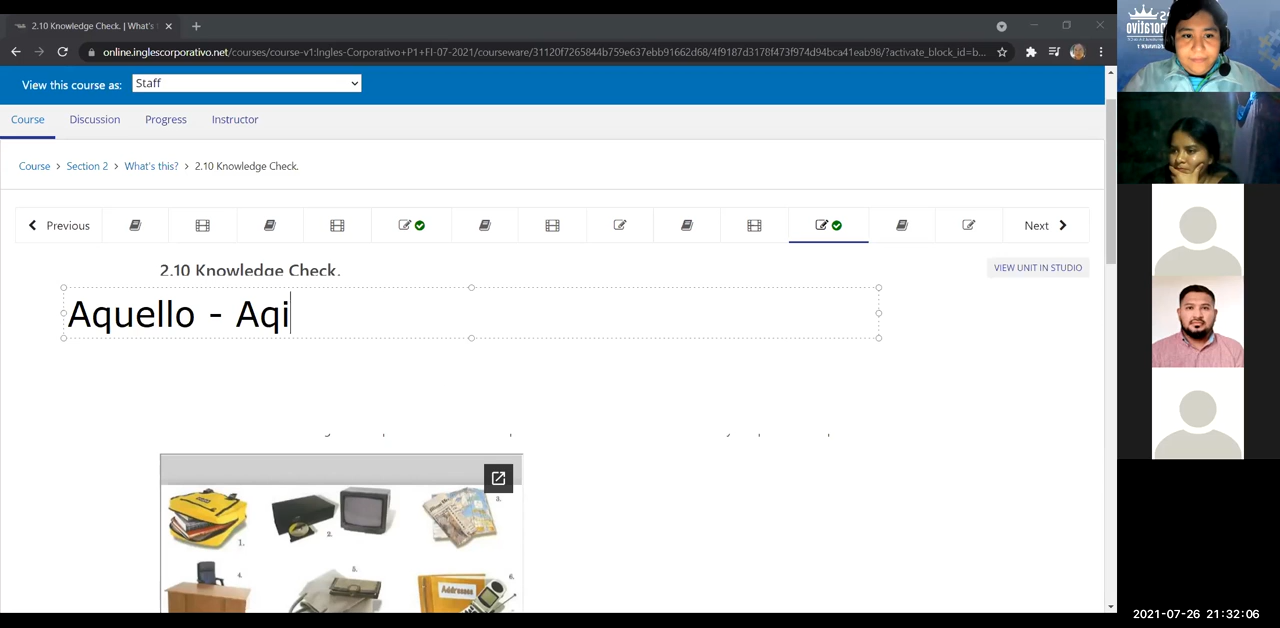 2.10 Knowledge Check. | What's
online.inglescorporativo.net/courses/course-v1:Ingles-Corporativo+P1+FI-07-2021/courseware/31120f7265844b759e637ebb91662d68/4f9187d3178f473f974d94bca41eab98/?activate_block_id=b...
View this course as: Staff
Course Discussion Progress Instructor
Course > Section 2 > What's this? > 2.10 Knowledge Check.
Previous Next
2.10 Knowledge Check.
VIEW UNIT IN STUDIO
Aquello - Aqi
1. 2. 3.
4. 5. 6.
Addresses
2021-07-26 21:32:06